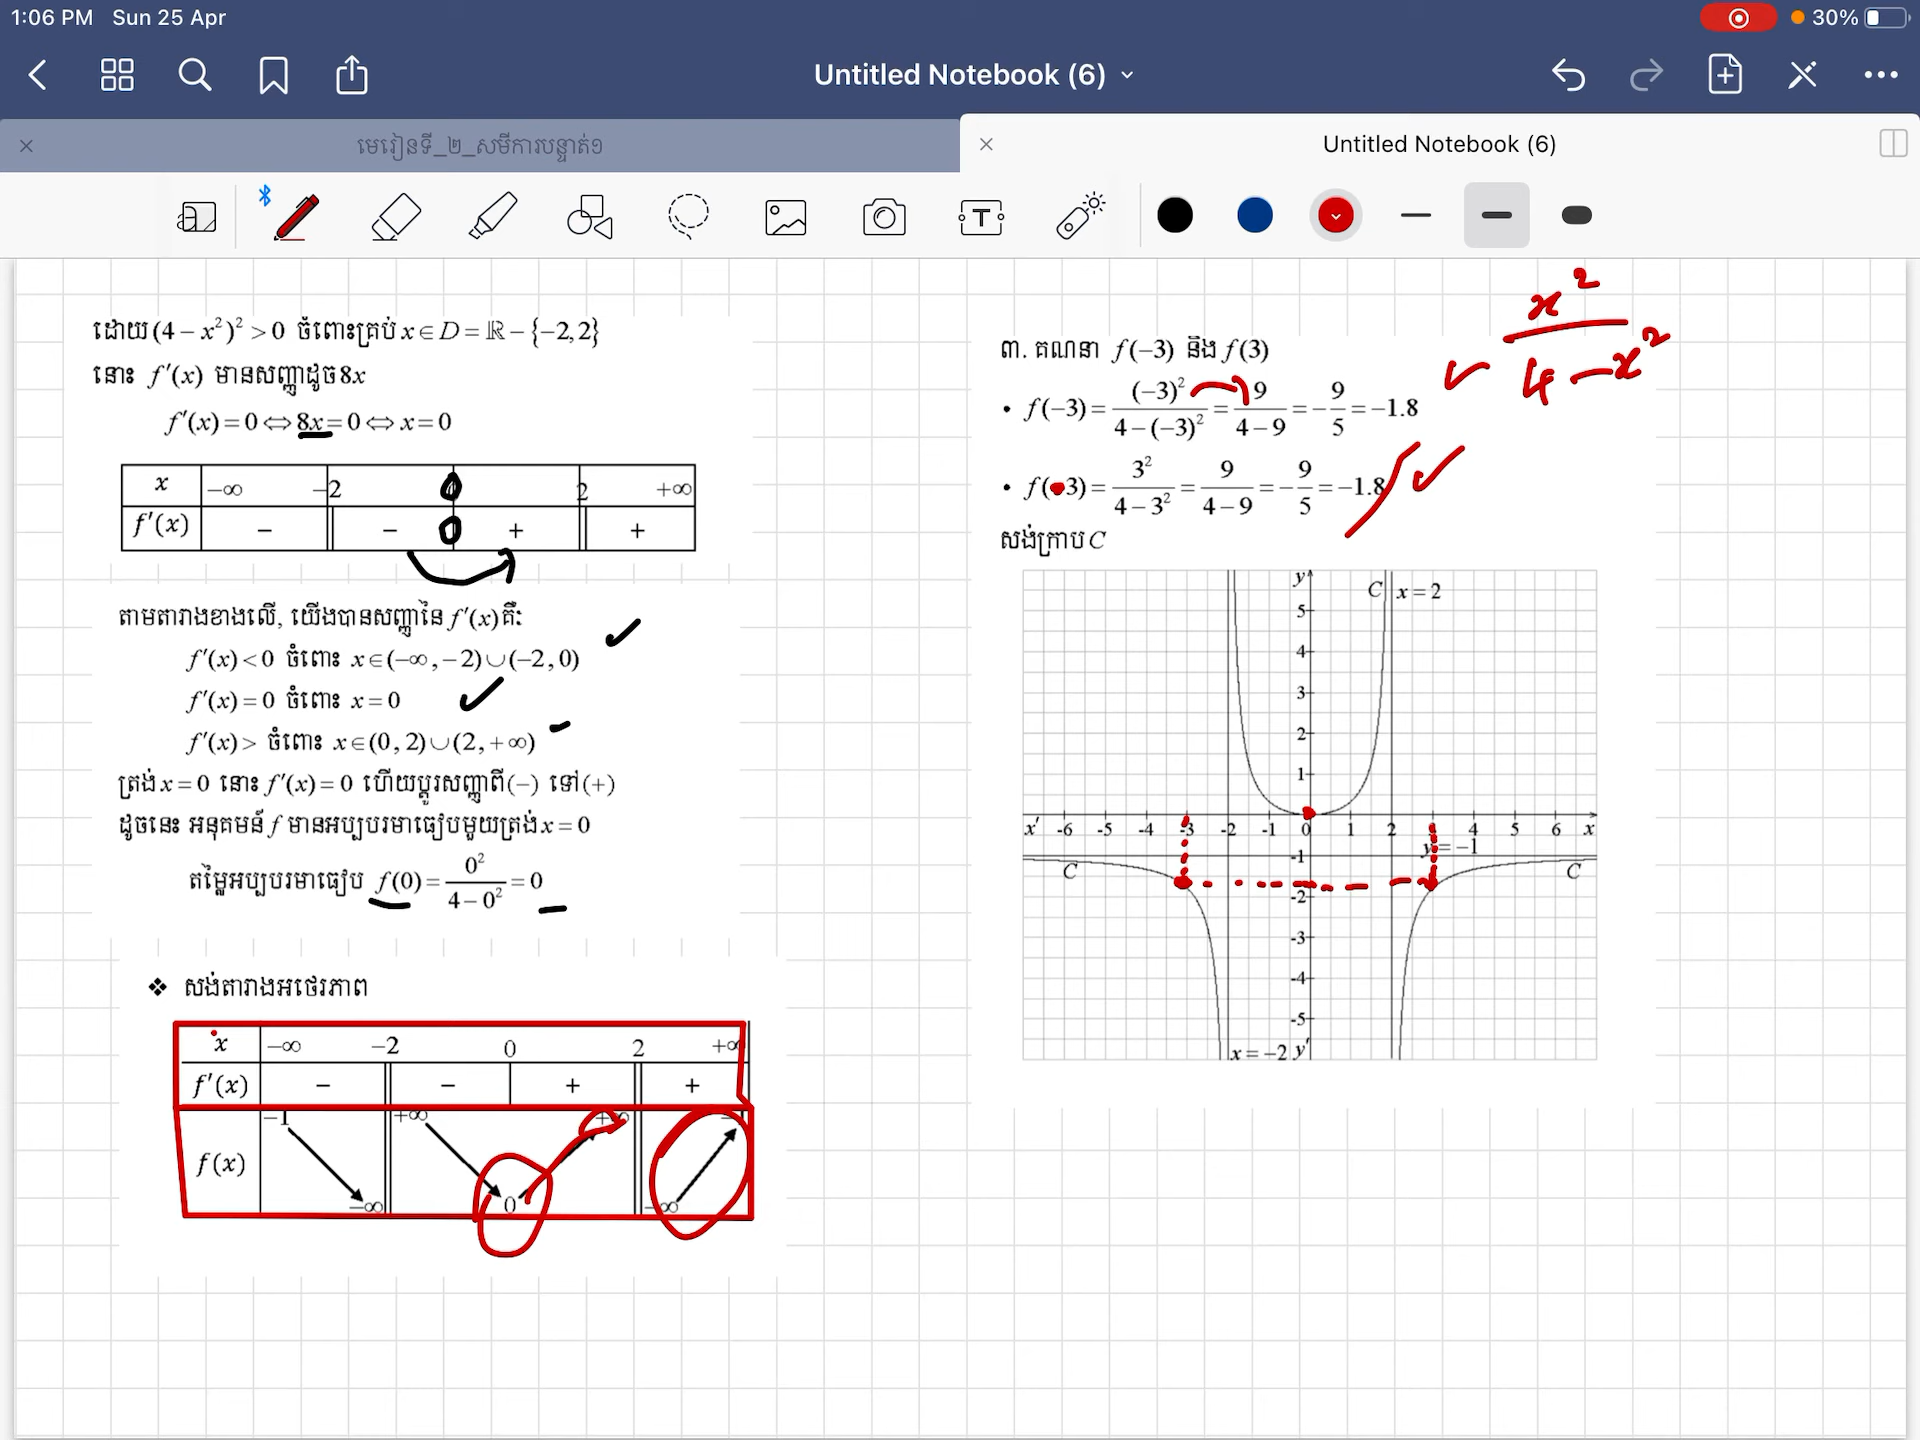 1:06 PM Sun 25 Apr
30%
Untitled Notebook (6)
មេរៀនទី_២_សមីការបន្ទាត់១
Untitled Notebook (6)
ដោយ (4 − x²)² > 0 ចំពោះគ្រប់ x ∈ D = ℝ − {−2, 2}
នោះ f′(x) មានសញ្ញាដូច 8x
f′(x) = 0 ⇔ 8x = 0 ⇔ x = 0
x −∞ −2 0 2 +∞
f′(x) − − 0 + +
តាមតារាងខាងលើ, យើងបានសញ្ញានៃ f′(x) គឺ:
f′(x) < 0 ចំពោះ x ∈ (−∞, −2) ∪ (−2, 0)
f′(x) = 0 ចំពោះ x = 0
f′(x) > ចំពោះ x ∈ (0, 2) ∪ (2, +∞)
ត្រង់ x = 0 នោះ f′(x) = 0 ហើយប្តូរសញ្ញាពី (−) ទៅ (+)
ដូចនេះ អនុគមន៍ f មានអប្បបរមាធៀបមួយត្រង់ x = 0
តម្លៃអប្បបរមាធៀប f(0) = 0²/(4 − 0²) = 0
❖ សង់តារាងអថេរភាព
x −∞ −2 0 2 +∞
f′(x) − − + +
f(x) −1 −∞ +∞ 0 +∞ −∞ −1
x²/(4 − x²)
៣. គណនា f(−3) និង f(3)
• f(−3) = (−3)²/(4 − (−3)²) = 9/(4 − 9) = −9/5 = −1.8
• f(3) = 3²/(4 − 3²) = 9/(4 − 9) = −9/5 = −1.8
សង់ក្រាប C
y C x = 2
5
4
3
2
1
x′ -6 -5 -4 -3 -2 -1 0 1 2 4 5 6 x
y = −1
-1
C C
-2
-3
-4
-5
x = −2 y′